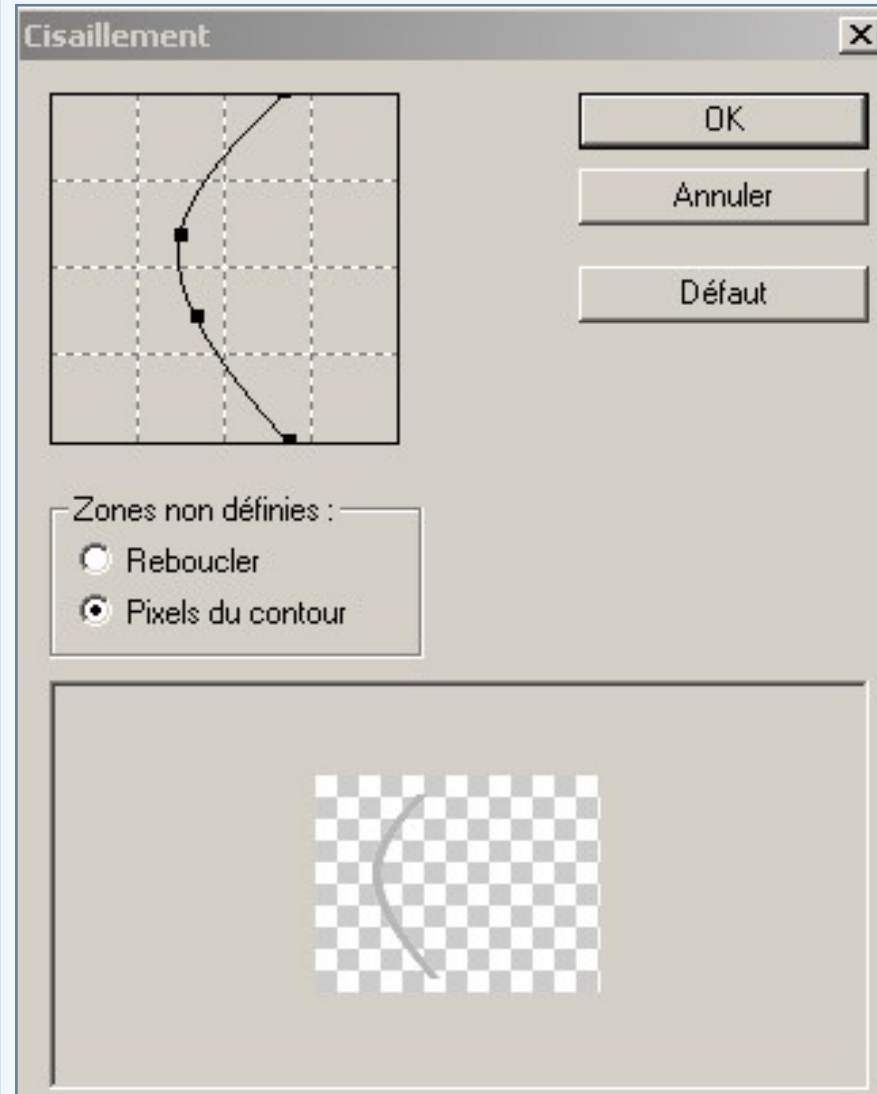 Cisaillement
OK
Annuler
Défaut
Zones non définies :
Reboucler
Pixels du contour